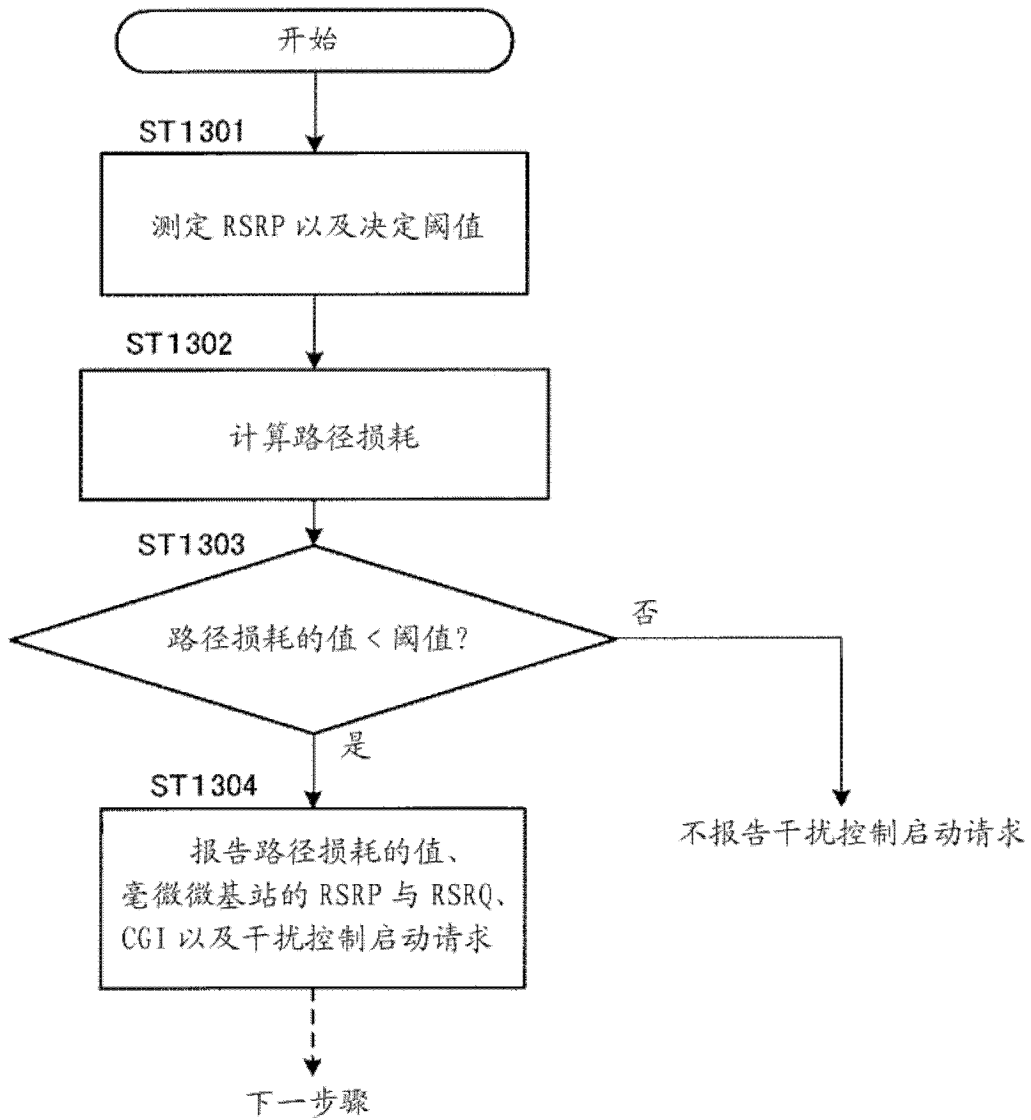 开始
ST1301
测定 RSRP 以及决定阈值
ST1302
计算路径损耗
ST1303
路径损耗的值 < 阈值?
否
是
ST1304
报告路径损耗的值、
毫微微基站的 RSRP 与 RSRQ、
CGI 以及干扰控制启动请求
不报告干扰控制启动请求
下一步骤